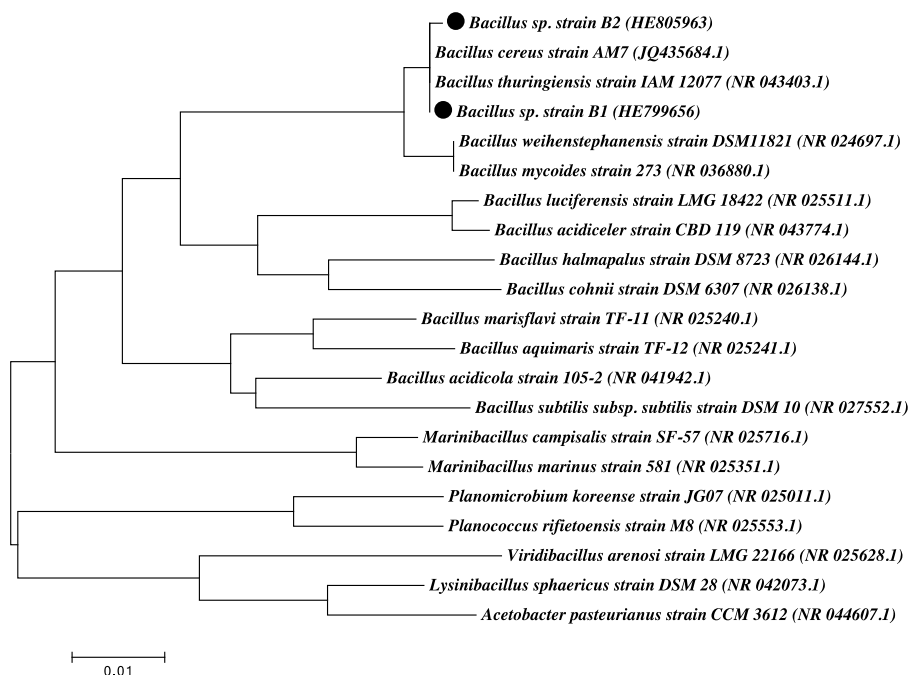 Bacillus sp. strain B2 (HE805963)
Bacillus cereus strain AM7 (JQ435684.1)
Bacillus thuringiensis strain IAM 12077 (NR 043403.1)
Bacillus sp. strain B1 (HE799656)
Bacillus weihenstephanensis strain DSM11821 (NR 024697.1)
Bacillus mycoides strain 273 (NR 036880.1)
Bacillus luciferensis strain LMG 18422 (NR 025511.1)
Bacillus acidiceler strain CBD 119 (NR 043774.1)
Bacillus halmapalus strain DSM 8723 (NR 026144.1)
Bacillus cohnii strain DSM 6307 (NR 026138.1)
Bacillus marisflavi strain TF-11 (NR 025240.1)
Bacillus aquimaris strain TF-12 (NR 025241.1)
Bacillus acidicola strain 105-2 (NR 041942.1)
Bacillus subtilis subsp. subtilis strain DSM 10 (NR 027552.1)
Marinibacillus campisalis strain SF-57 (NR 025716.1)
Marinibacillus marinus strain 581 (NR 025351.1)
Planomicrobium koreense strain JG07 (NR 025011.1)
Planococcus rifietoensis strain M8 (NR 025553.1)
Viridibacillus arenosi strain LMG 22166 (NR 025628.1)
Lysinibacillus sphaericus strain DSM 28 (NR 042073.1)
Acetobacter pasteurianus strain CCM 3612 (NR 044607.1)
0.01